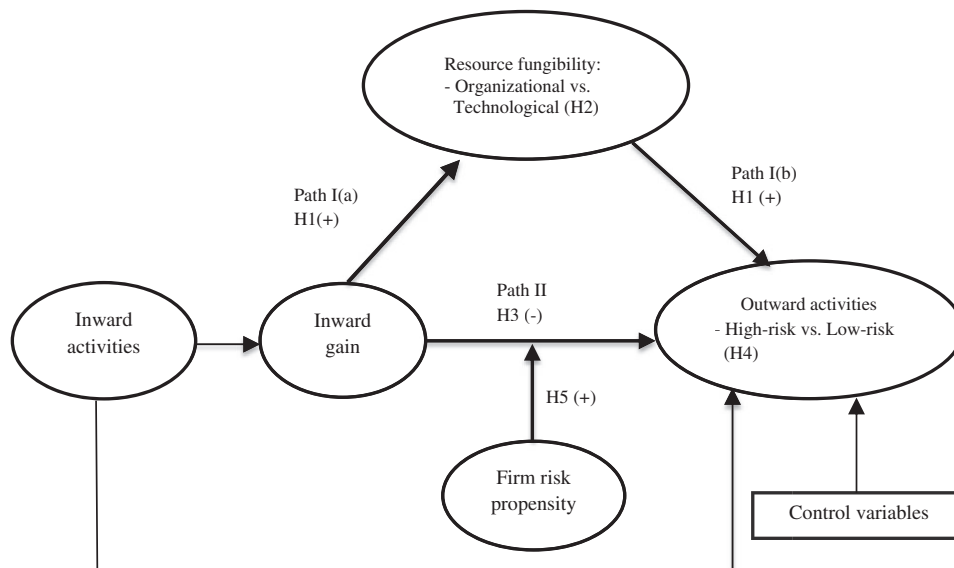 Resource fungibility:
- Organizational vs.
Technological (H2)
Path I(a)
H1(+)
Path I(b)
H1 (+)
Inward
activities
Inward
gain
Path II
H3 (-)
Outward activities
- High-risk vs. Low-risk
(H4)
H5 (+)
Firm risk
propensity
Control variables